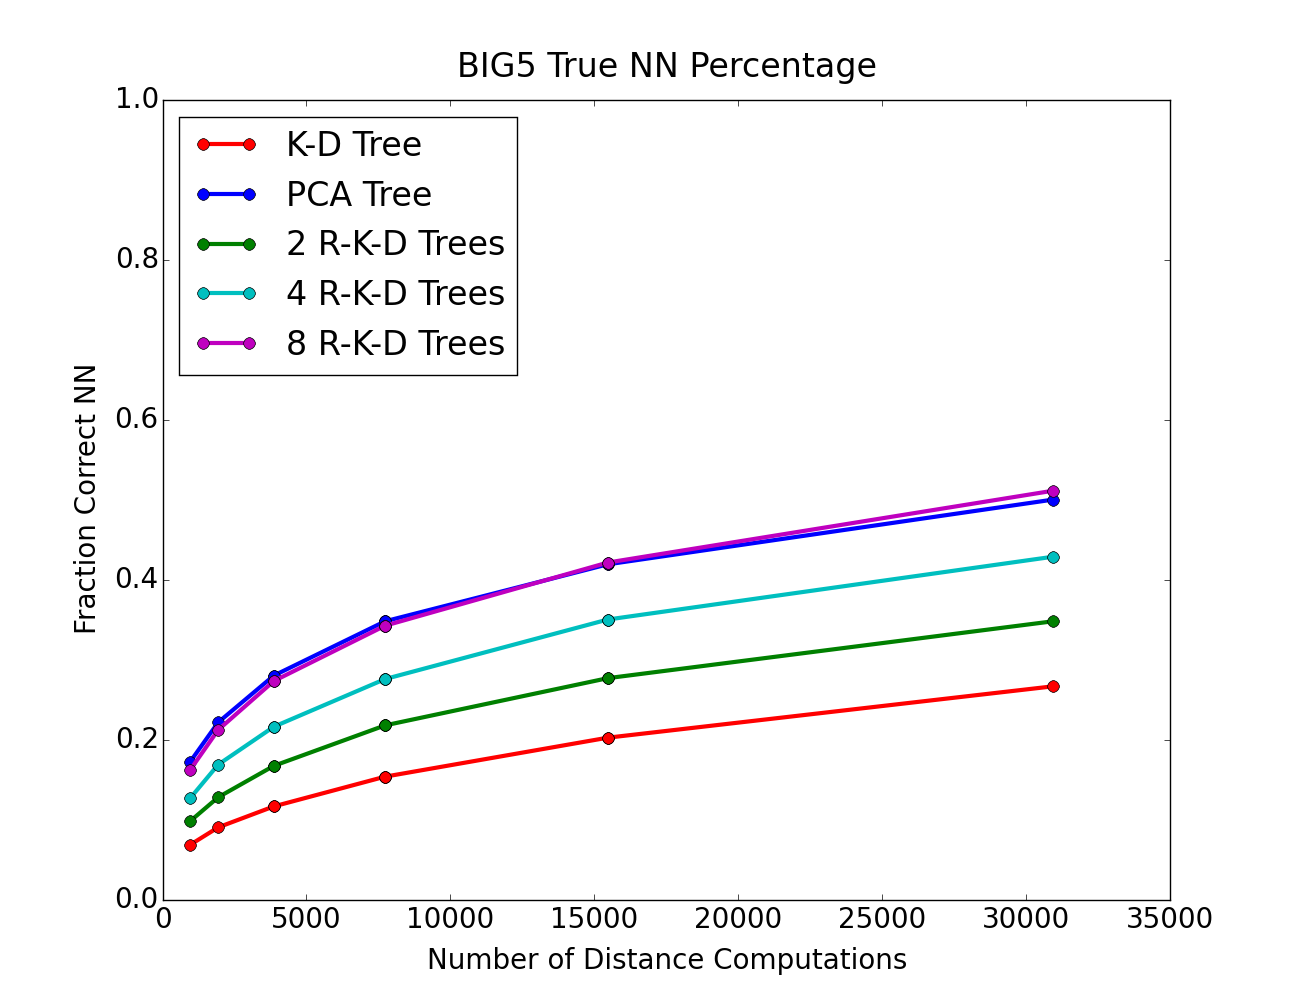 BIG5 True NN Percentage
1.0
0.8
0.6
0.4
0.2
0.0
Fraction Correct NN
K-D Tree
PCA Tree
2 R-K-D Trees
4 R-K-D Trees
8 R-K-D Trees
0 5000 10000 15000 20000 25000 30000 35000
Number of Distance Computations